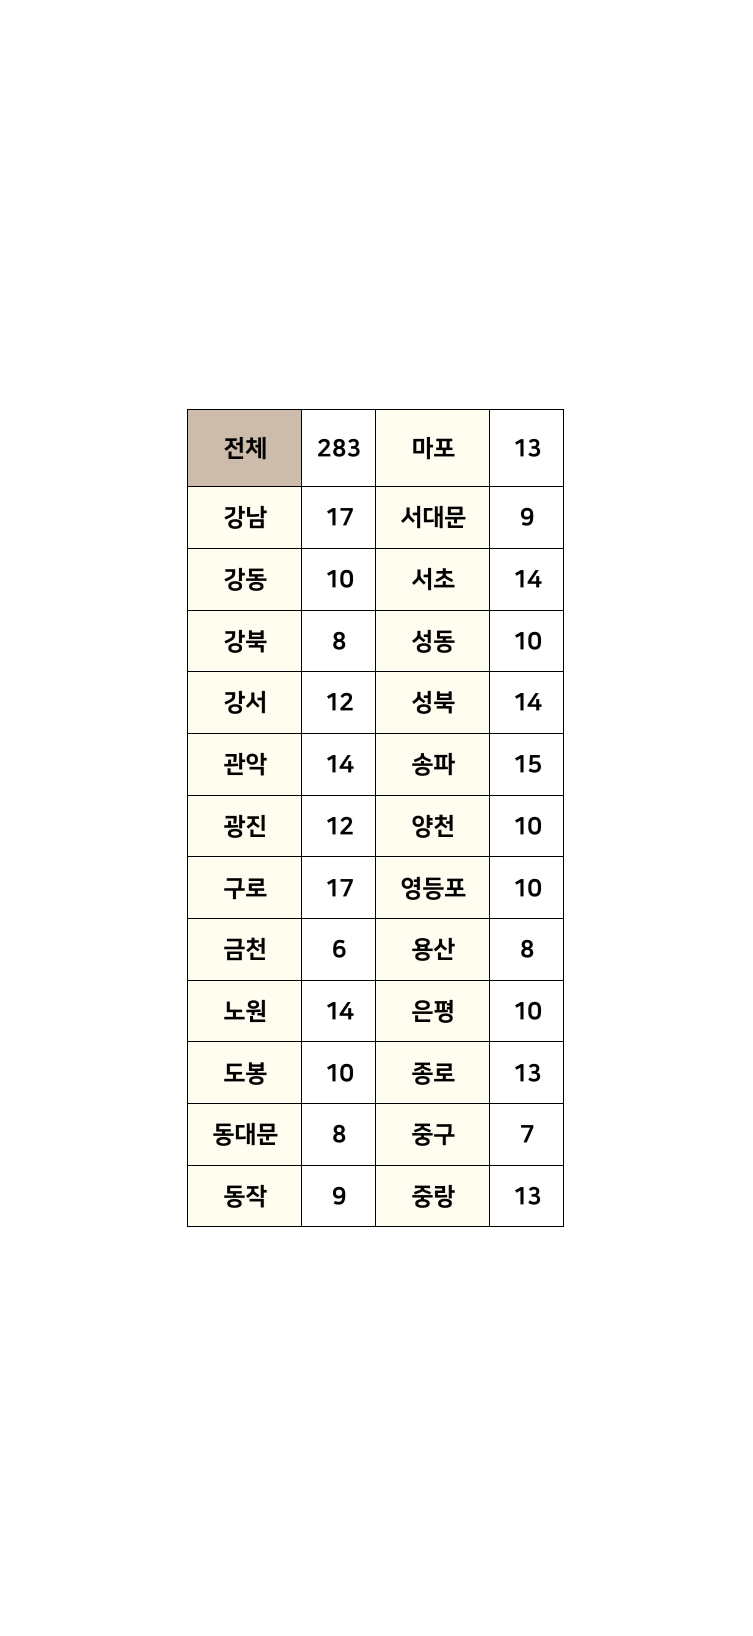 전체 283 마포 13
강남 17 서대문 9
강동 10 서초 14
강북 8 성동 10
강서 12 성북 14
관악 14 송파 15
광진 12 양천 10
구로 17 영등포 10
금천 6 용산 8
노원 14 은평 10
도봉 10 종로 13
동대문 8 중구 7
동작 9 중랑 13